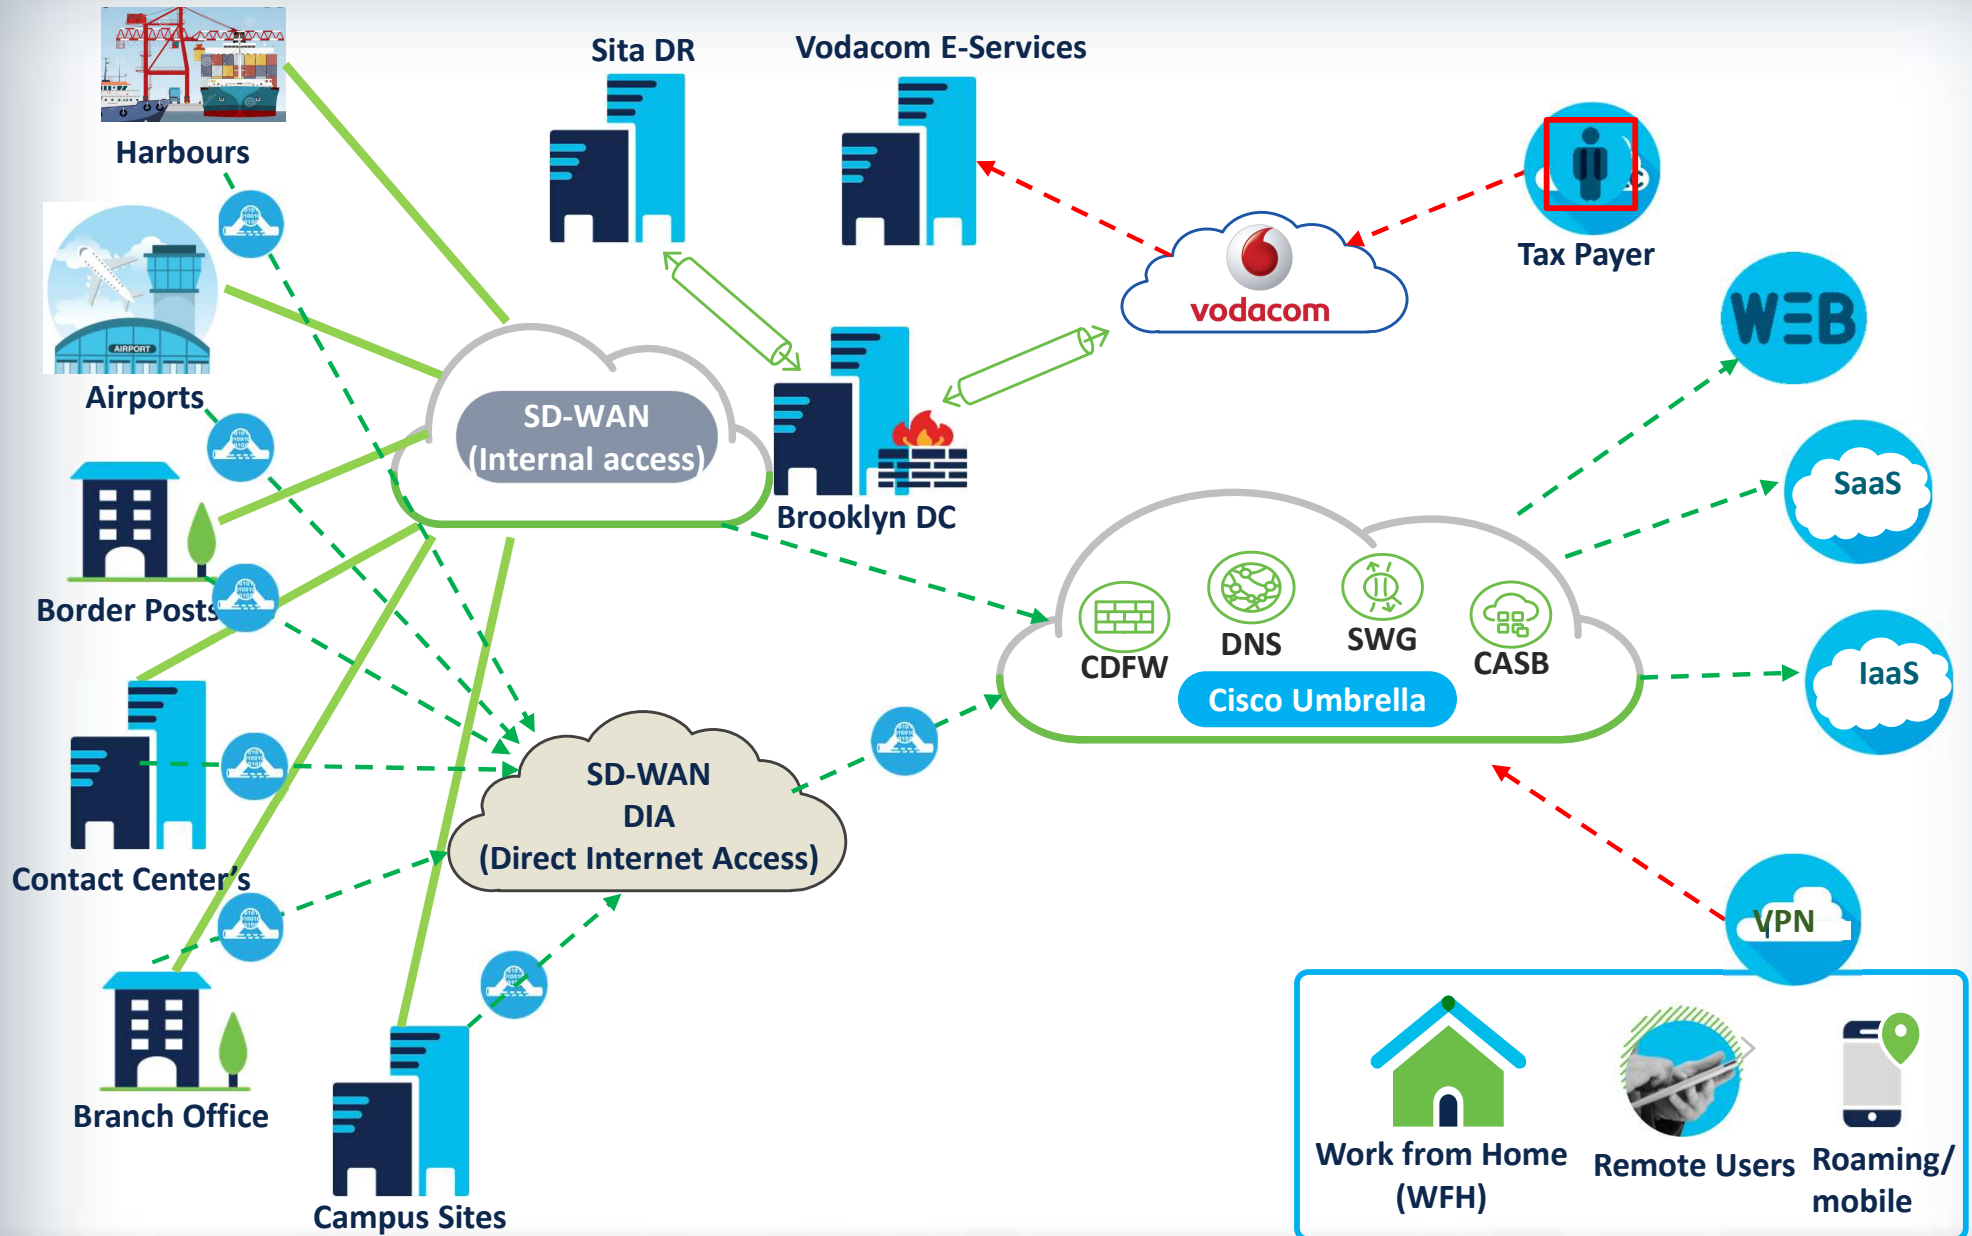 Sita DR
Vodacom E-Services
Harbours
Tax Payer
vodacom
WEB
AIRPORT
Airports
SD-WAN
(Internal access)
Brooklyn DC
SaaS
Border Posts
CDFW
DNS
SWG
CASB
Cisco Umbrella
IaaS
SD-WAN
DIA
(Direct Internet Access)
Contact Center's
VPN
Branch Office
Campus Sites
Work from Home
(WFH)
Remote Users
Roaming/
mobile